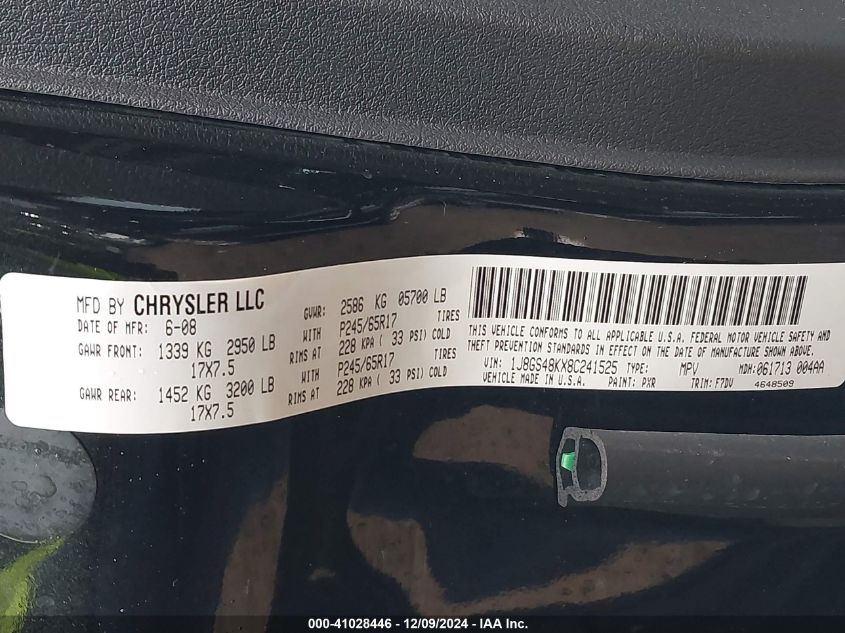 MFD BY CHRYSLER LLC
DATE OF MFR: 6-08
GVWR: 2586 KG 05700 LB
GAWR FRONT: 1339 KG 2950 LB WITH P245/65R17 TIRES
17X7.5 RIMS AT 228 KPA ( 33 PSI) COLD
GAWR REAR: 1452 KG 3200 LB WITH P245/65R17 TIRES
17X7.5 RIMS AT 228 KPA ( 33 PSI) COLD
THIS VEHICLE CONFORMS TO ALL APPLICABLE U.S.A. FEDERAL MOTOR VEHICLE SAFETY AND
THEFT PREVENTION STANDARDS IN EFFECT ON THE DATE OF MANUFACTURE SHOWN ABOVE.
VIN: 1J8GS48KX8C241525 TYPE: MPV MDH: 061713 004AA
VEHICLE MADE IN U.S.A. PAINT: PXR TRIM: F7DV 4648509
000-41028446 - 12/09/2024 - IAA Inc.